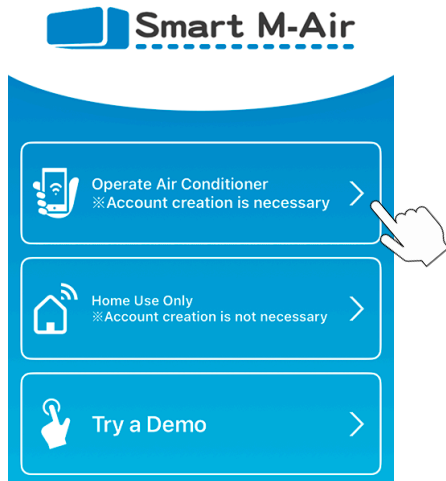 Smart M-Air
Operate Air Conditioner
※Account creation is necessary
Home Use Only
※Account creation is not necessary
Try a Demo